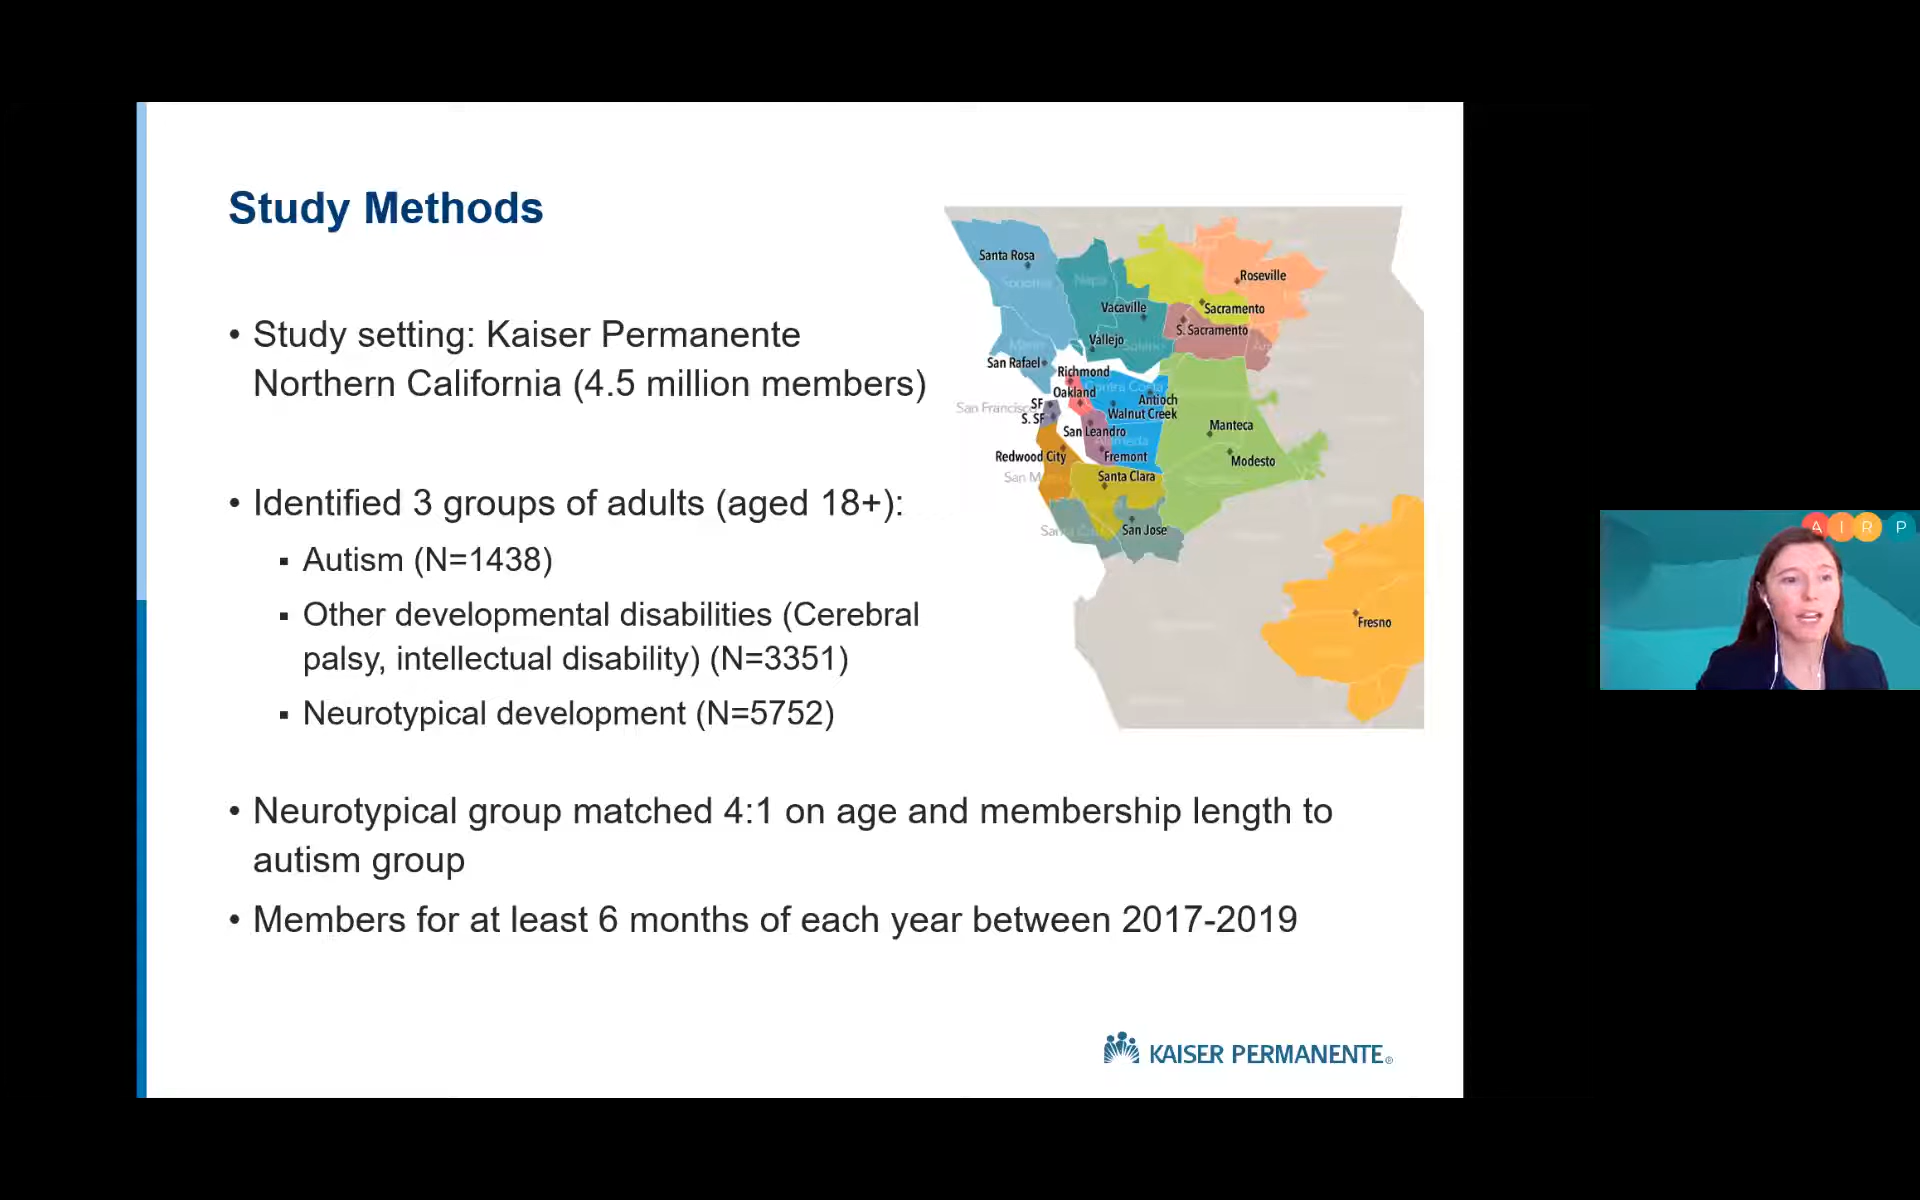 Study Methods
• Study setting: Kaiser Permanente
Northern California (4.5 million members)
• Identified 3 groups of adults (aged 18+):
▪ Autism (N=1438)
▪ Other developmental disabilities (Cerebral
palsy, intellectual disability) (N=3351)
▪ Neurotypical development (N=5752)
• Neurotypical group matched 4:1 on age and membership length to
autism group
• Members for at least 6 months of each year between 2017-2019
Santa Rosa
Roseville
Napa
Vacaville
Sacramento
S. Sacramento
Vallejo
San Rafael
Richmond
Oakland
Antioch
San Francisc
SF
S. SF
Walnut Creek
San Leandro
Manteca
Redwood City
Fremont
Modesto
San M
Santa Clara
San Jose
Fresno
KAISER PERMANENTE®
A I R P